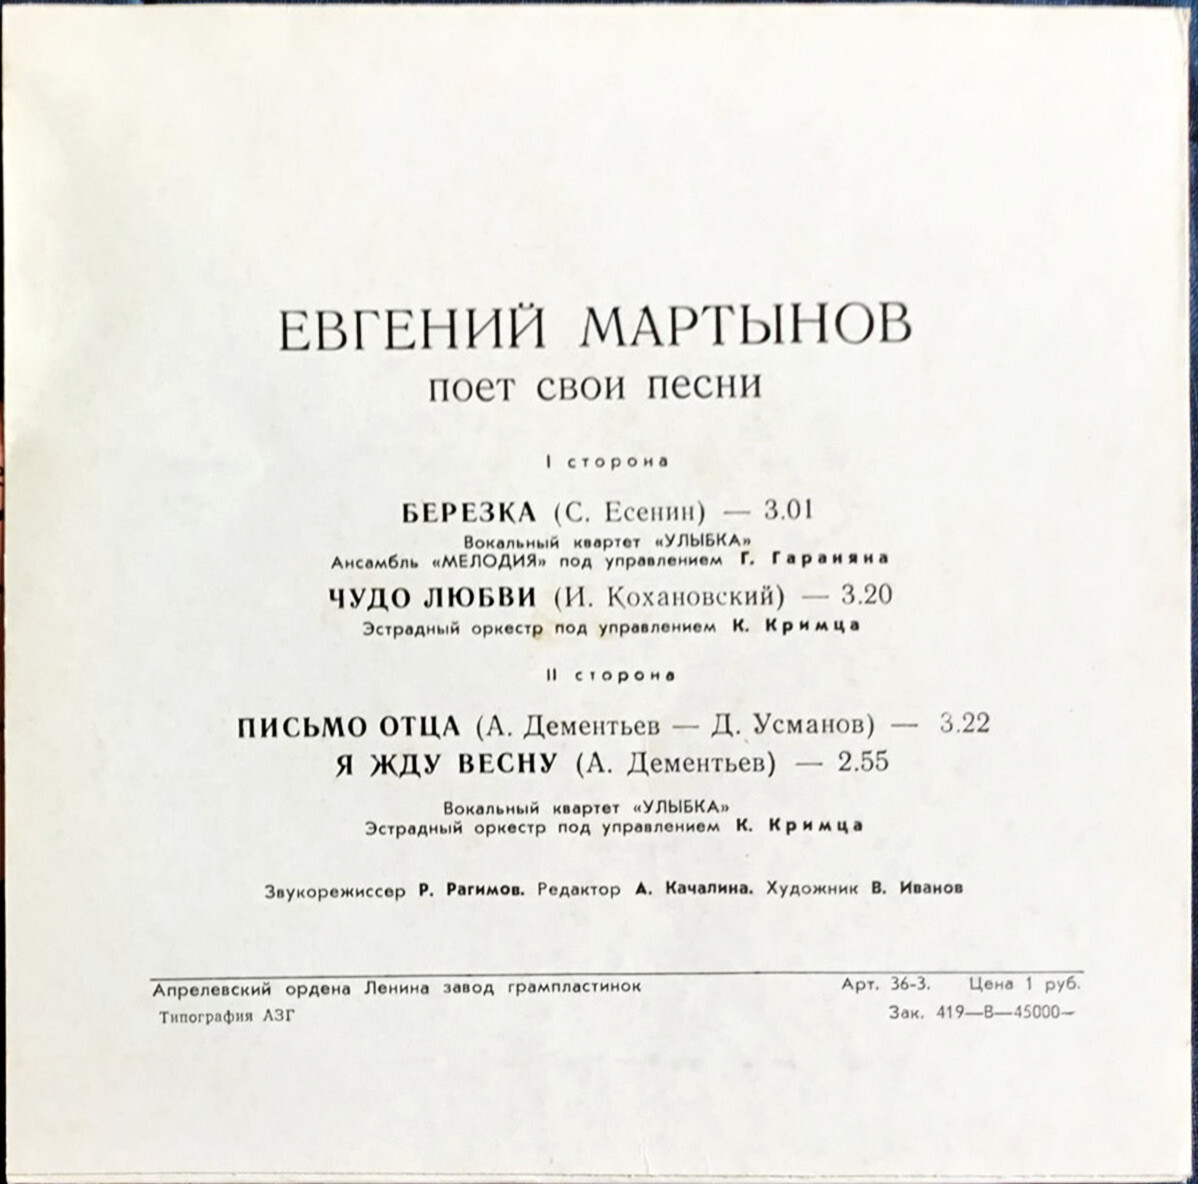 ЕВГЕНИЙ МАРТЫНОВ
поет свои песни
I сторона
БЕРЕЗКА (С. Есенин) — 3.01
Вокальный квартет «УЛЫБКА»
Ансамбль «МЕЛОДИЯ» под управлением Г. Гараняна
ЧУДО ЛЮБВИ (И. Кохановский) — 3.20
Эстрадный оркестр под управлением К. Кримца
II сторона
ПИСЬМО ОТЦА (А. Дементьев — Д. Усманов) — 3.22
Я ЖДУ ВЕСНУ (А. Дементьев) — 2.55
Вокальный квартет «УЛЫБКА»
Эстрадный оркестр под управлением К. Кримца
Звукорежиссер Р. Рагимов. Редактор А. Качалина. Художник В. Иванов
Апрелевский ордена Ленина завод грампластинок Арт. 36-3. Цена 1 руб.
Типография АЗГ Зак. 419—В—45000—